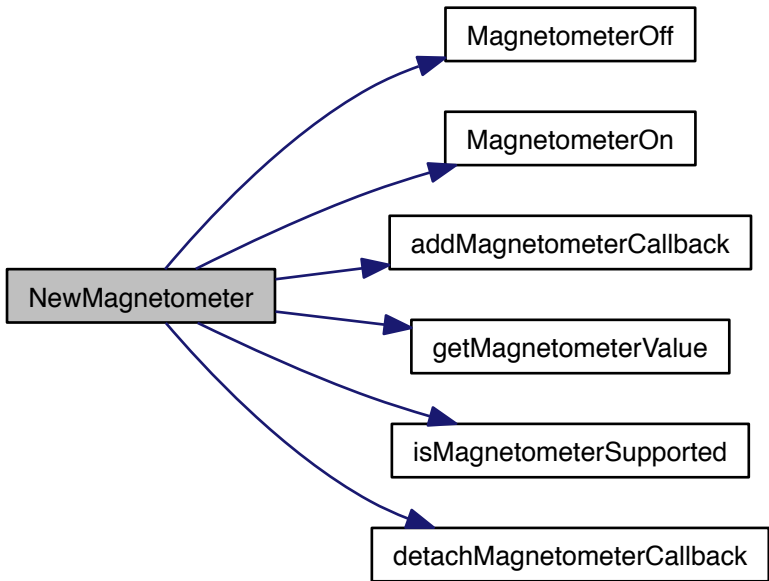 MagnetometerOff
MagnetometerOn
addMagnetometerCallback
NewMagnetometer
getMagnetometerValue
isMagnetometerSupported
detachMagnetometerCallback